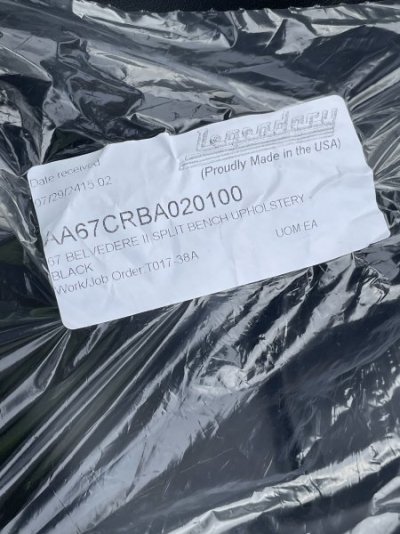 Legendary
Date received
(Proudly Made in the USA)
07/29/2415:02
AA67CRBA020100
67 BELVEDERE II SPLIT BENCH UPHOLSTERY
BLACK
UOM:EA
Work/Job Order:T017.38A